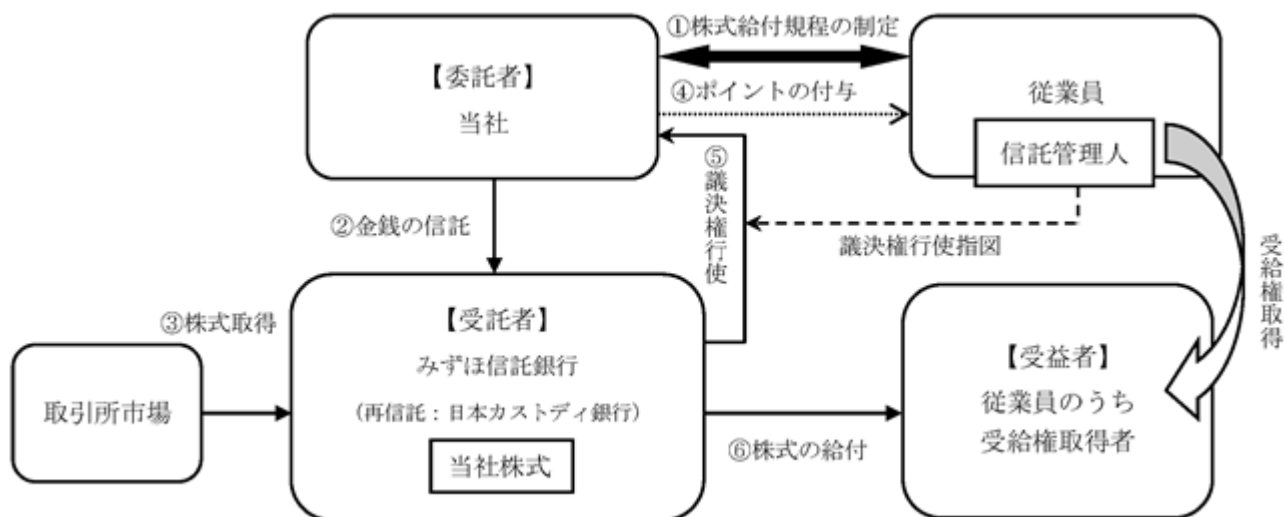 ①株式給付規程の制定
【委託者】
当社
④ポイントの付与
従業員
信託管理人
②金銭の信託
⑤議決権行使
議決権行使指図
受給権取得
③株式取得
取引所市場
【受託者】
みずほ信託銀行
(再信託：日本カストディ銀行)
当社株式
⑥株式の給付
【受益者】
従業員のうち
受給権取得者